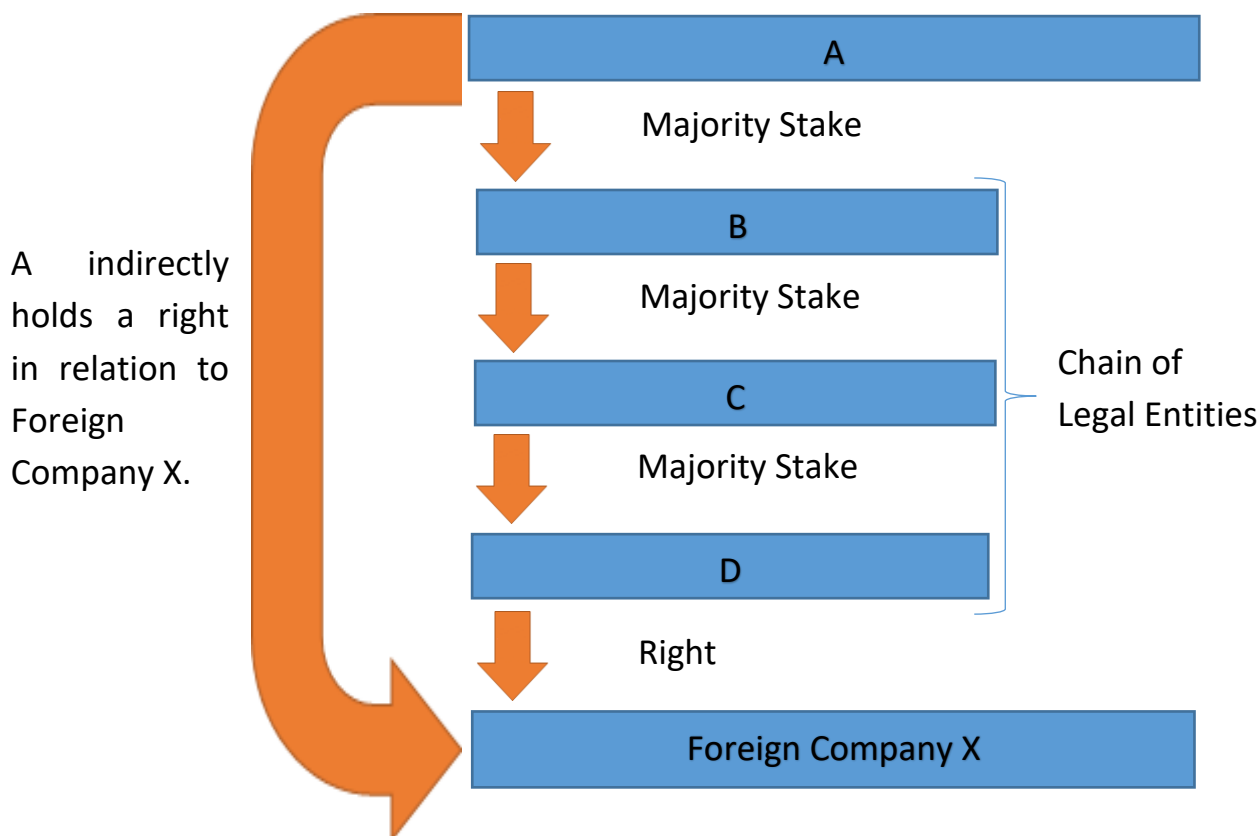 A
Majority Stake
B
Majority Stake
A indirectly
holds a right
in relation to
Foreign
Company X.
C
Chain of
Legal Entities
Majority Stake
D
Right
Foreign Company X